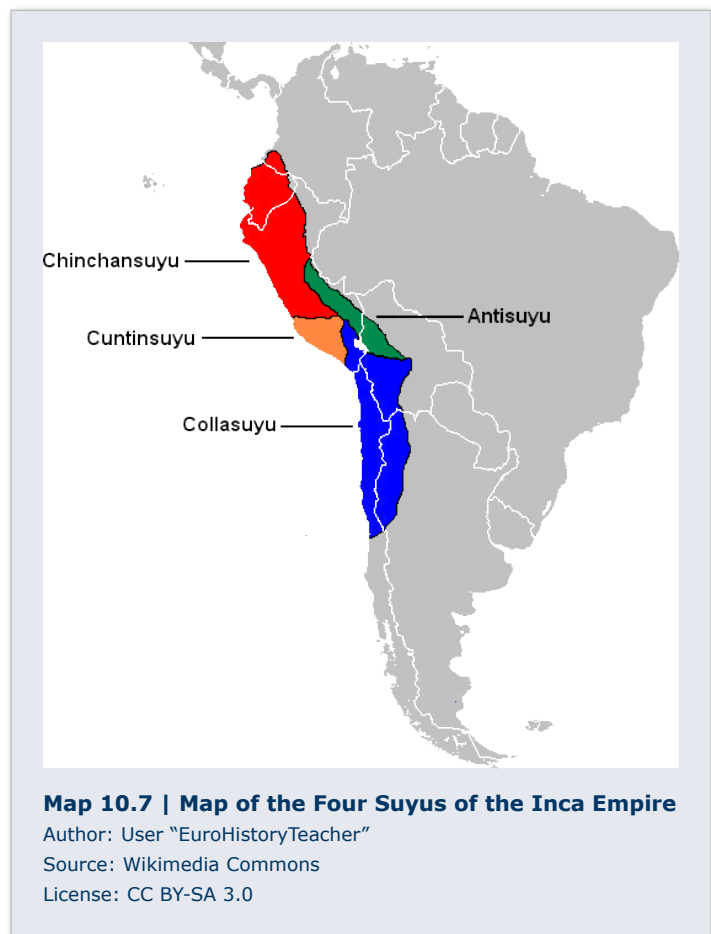 Chinchansuyu
Antisuyu
Cuntinsuyu
Collasuyu
Map 10.7 | Map of the Four Suyus of the Inca Empire
Author: User “EuroHistoryTeacher”
Source: Wikimedia Commons
License: CC BY-SA 3.0